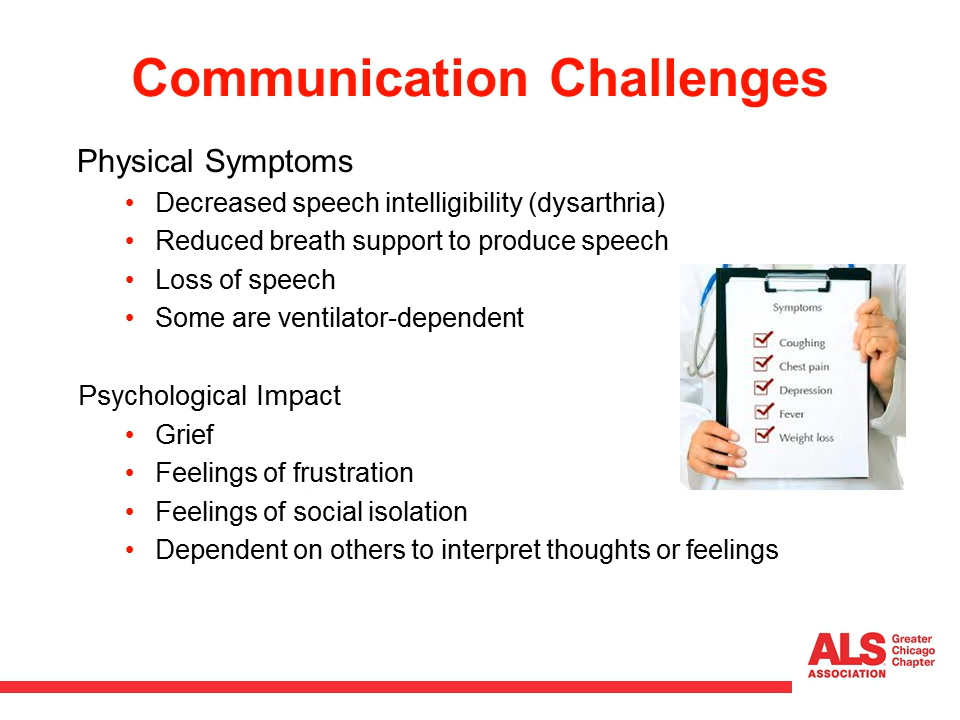 Communication Challenges
Physical Symptoms
• Decreased speech intelligibility (dysarthria)
• Reduced breath support to produce speech
• Loss of speech
• Some are ventilator-dependent
Symptoms
Coughing
Chest pain
Depression
Fever
Weight loss
Psychological Impact
• Grief
• Feelings of frustration
• Feelings of social isolation
• Dependent on others to interpret thoughts or feelings
ALS
ASSOCIATION
Greater
Chicago
Chapter